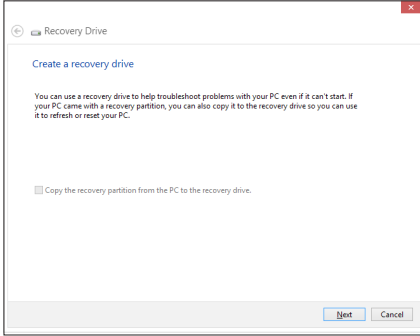 Recovery Drive
Create a recovery drive
You can use a recovery drive to help troubleshoot problems with your PC even if it can't start. If
your PC came with a recovery partition, you can also copy it to the recovery drive so you can use
it to refresh or reset your PC.
Copy the recovery partition from the PC to the recovery drive.
Next Cancel